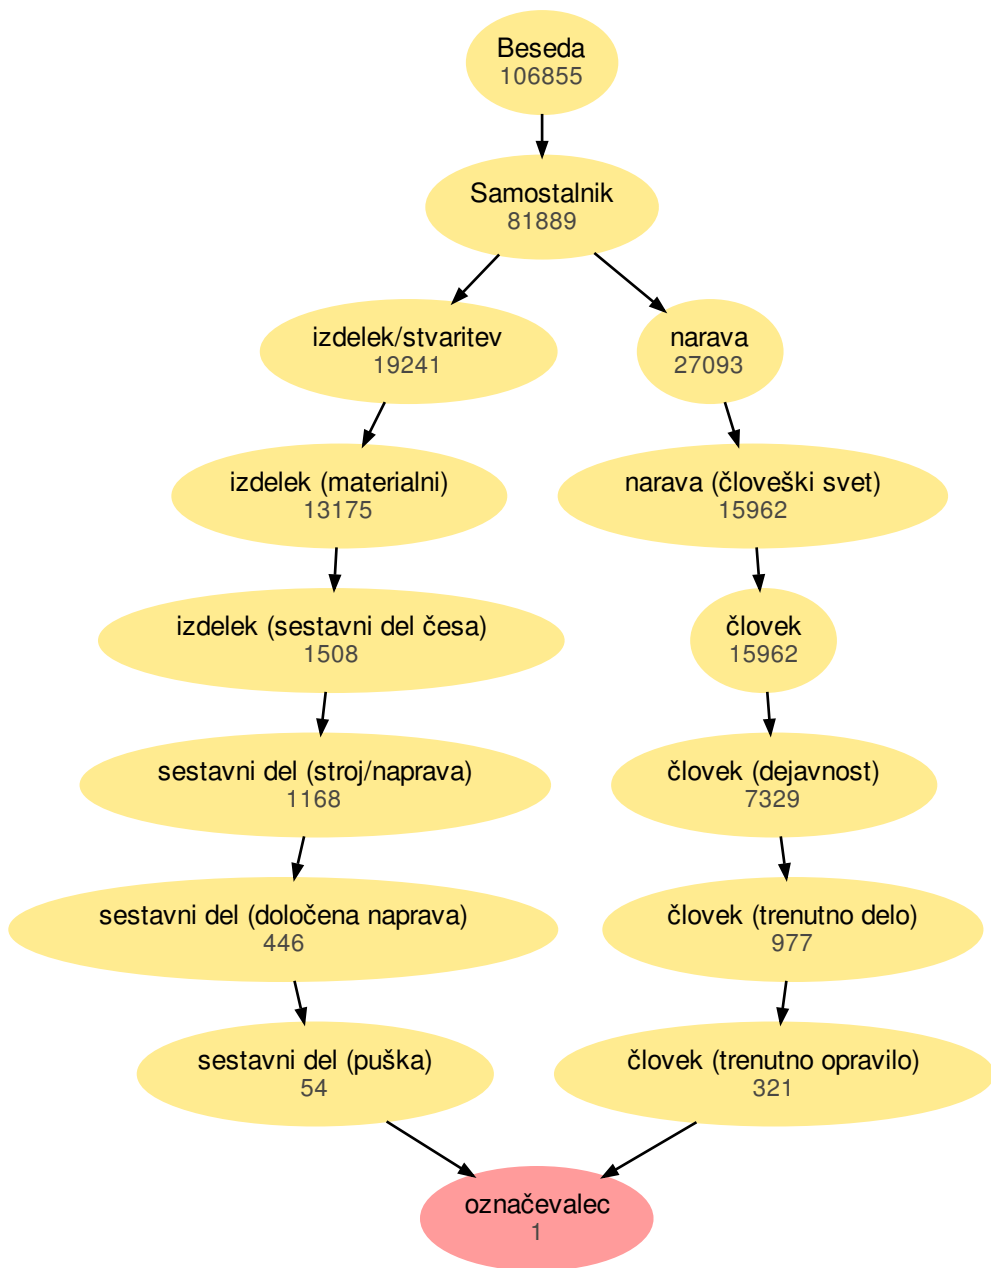 Beseda
106855
Samostalnik
81889
izdelek/stvaritev
19241
narava
27093
izdelek (materialni)
13175
narava (človeški svet)
15962
izdelek (sestavni del česa)
1508
človek
15962
sestavni del (stroj/naprava)
1168
človek (dejavnost)
7329
sestavni del (določena naprava)
446
človek (trenutno delo)
977
sestavni del (puška)
54
človek (trenutno opravilo)
321
označevalec
1